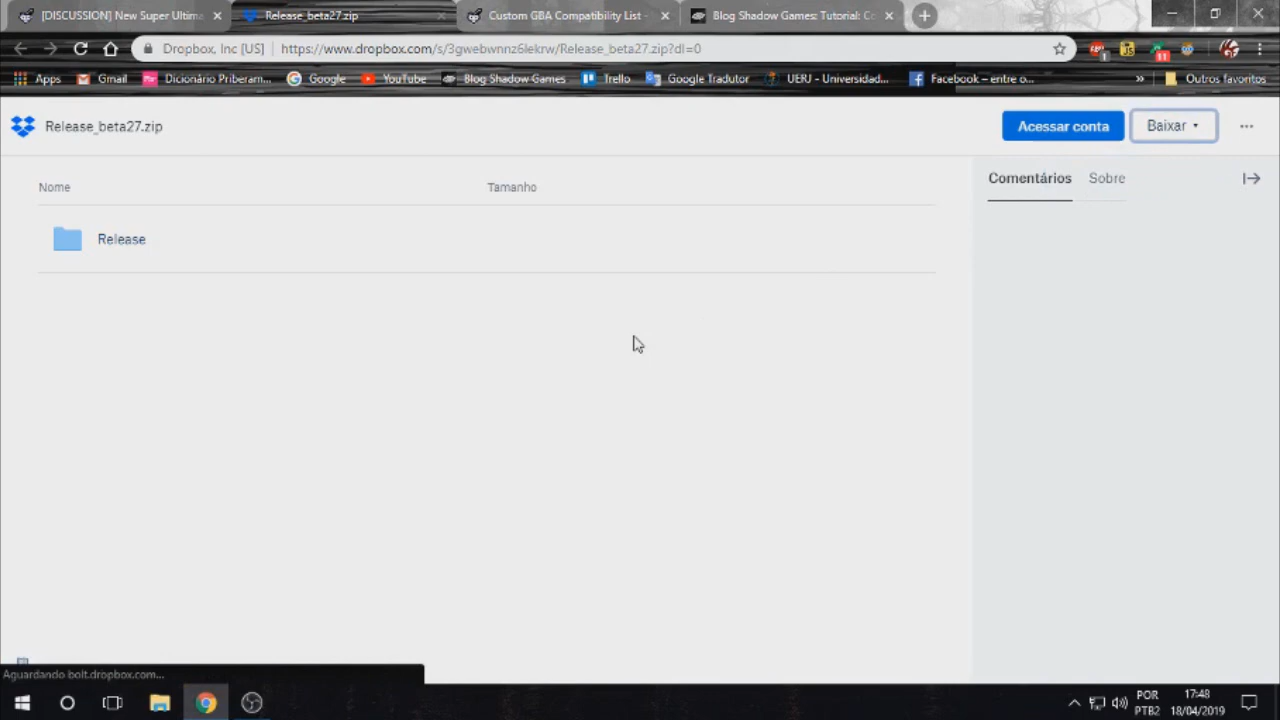 [DISCUSSION] New Super Ultima
Release_beta27.zip
Custom GBA Compatibility List -
Blog Shadow Games: Tutorial: Co
Dropbox, Inc [US]
https://www.dropbox.com/s/3gwebwnnz6lekrw/Release_beta27.zip?dl=0
Apps
Gmail
Dicionário Priberam...
Google
YouTube
Blog Shadow Games
Trello
Google Tradutor
UERJ - Universidad...
Facebook – entre o...
»
Outros favoritos
Release_beta27.zip
Acessar conta
Baixar
Nome
Tamanho
Comentários
Sobre
Release
Aguardando bolt.dropbox.com...
POR
PTB2
17:48
18/04/2019